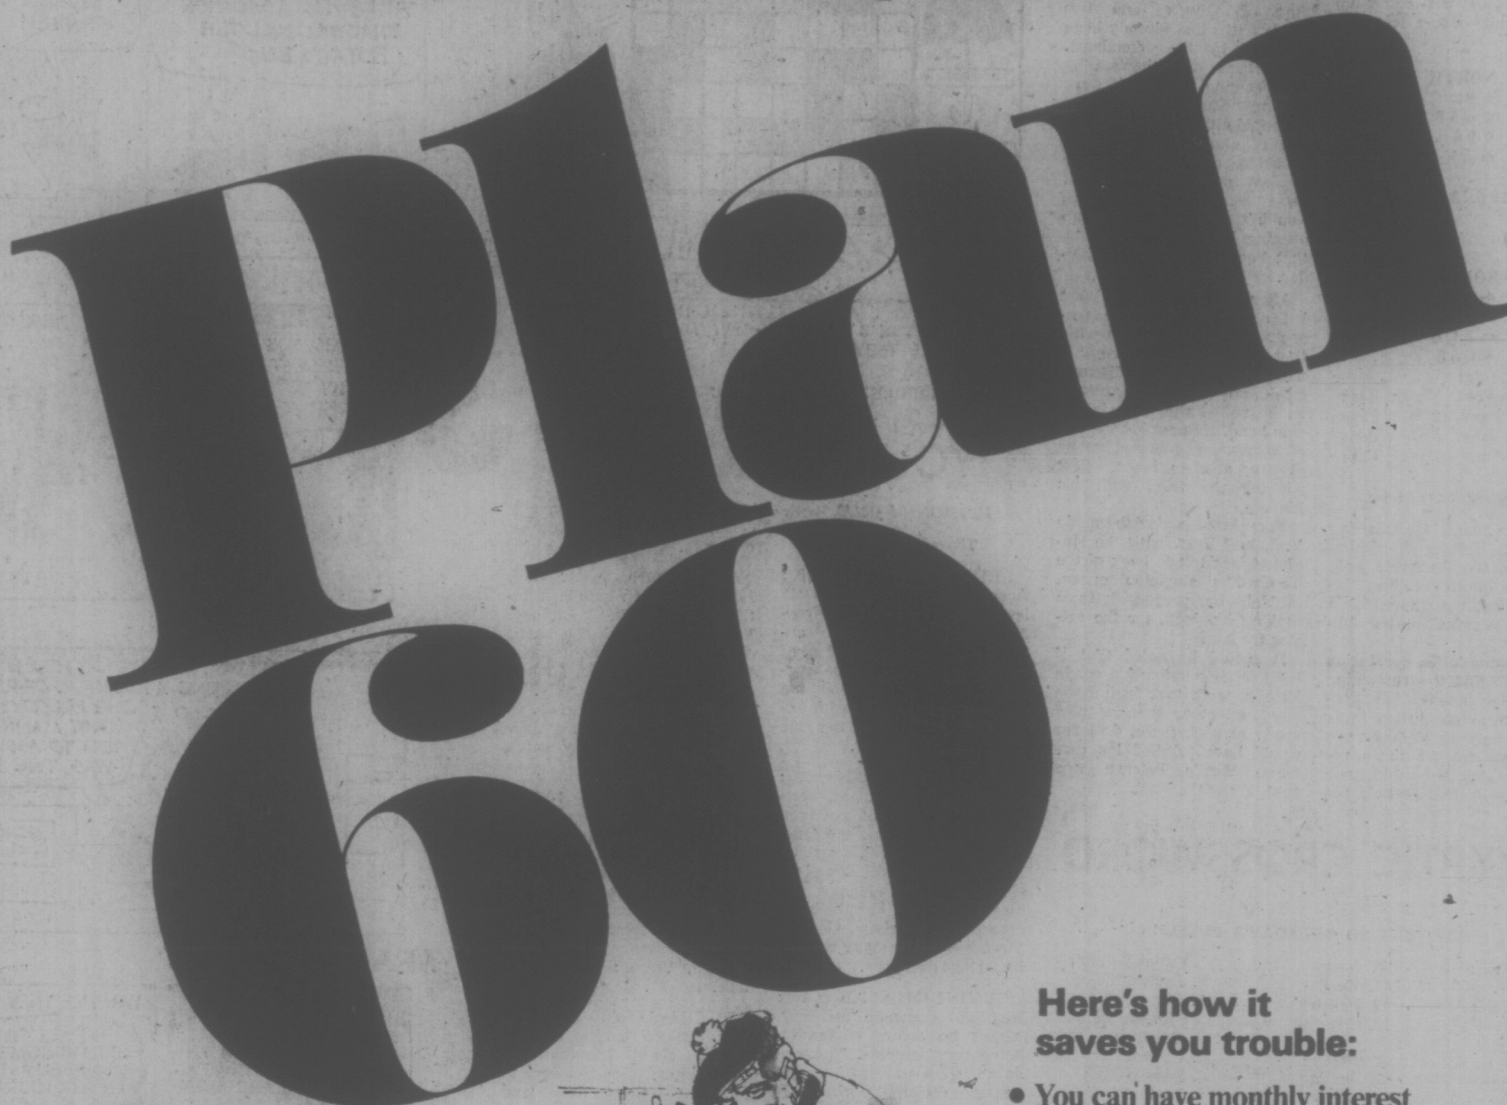 Plan
60
Here's how it
saves you trouble:
● You can have monthly interest